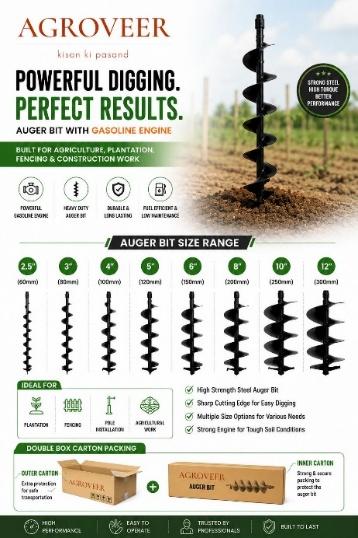 AGROVEER
kisan ki pasand
POWERFUL DIGGING.
PERFECT RESULTS.
AUGER BIT WITH GASOLINE ENGINE
BUILT FOR AGRICULTURE, PLANTATION,
FENCING & CONSTRUCTION WORK
STRONG STEEL
HIGH TORQUE
BETTER
PERFORMANCE
POWERFUL
GASOLINE ENGINE
HEAVY DUTY
AUGER BIT
DURABLE &
LONG LASTING
FUEL EFFICIENT &
LOW MAINTENANCE
AUGER BIT SIZE RANGE
2.5" 3" 4" 5" 6" 8" 10" 12"
(60mm) (80mm) (100mm) (120mm) (150mm) (200mm) (250mm) (300mm)
IDEAL FOR
PLANTATION
FENCING
POLE
INSTALLATION
AGRICULTURAL
WORK
High Strength Steel Auger Bit
Sharp Cutting Edge for Easy Digging
Multiple Size Options for Various Needs
Strong Engine for Tough Soil Conditions
DOUBLE BOX CARTON PACKING
OUTER CARTON
Extra protection
for safe
transportation
AGROVEER
+
AGROVEER
AUGER BIT
INNER CARTON
Strong & secure
packing to
protect the
auger bit
HIGH
PERFORMANCE
EASY TO
OPERATE
TRUSTED BY
PROFESSIONALS
BUILT TO LAST